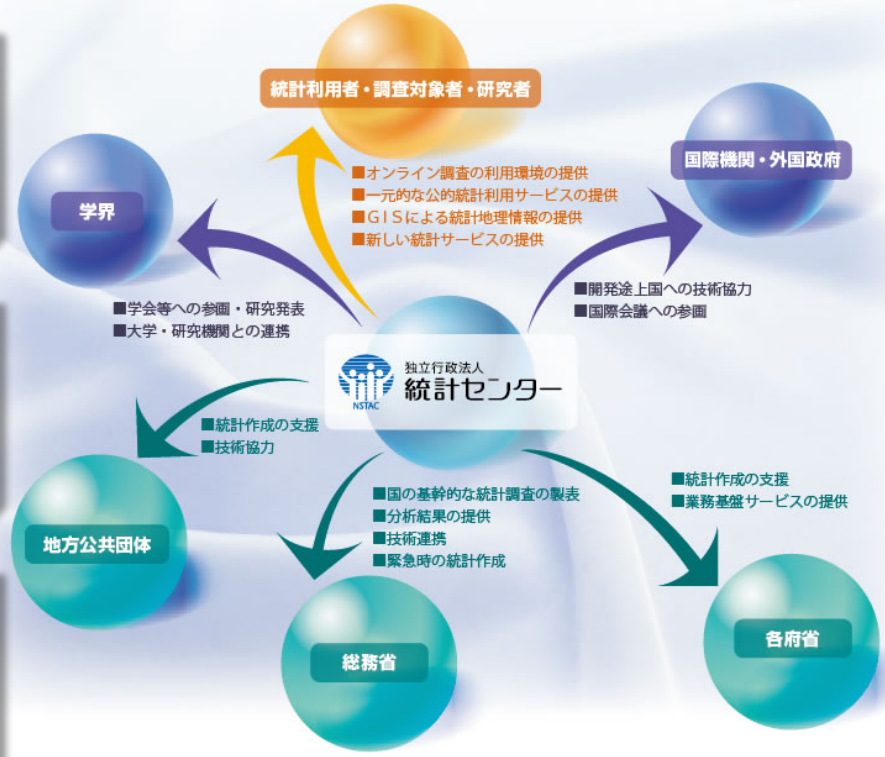 統計利用者・調査対象者・研究者
■オンライン調査の利用環境の提供
■一元的な公的統計利用サービスの提供
■GISによる統計地理情報の提供
■新しい統計サービスの提供
国際機関・外国政府
■開発途上国への技術協力
■国際会議への参画
学界
■学会等への参画・研究発表
■大学・研究機関との連携
NSTAC
独立行政法人
統計センター
■統計作成の支援
■技術協力
地方公共団体
■国の基幹的な統計調査の製表
■分析結果の提供
■技術連携
■緊急時の統計作成
総務省
■統計作成の支援
■業務基盤サービスの提供
各府省